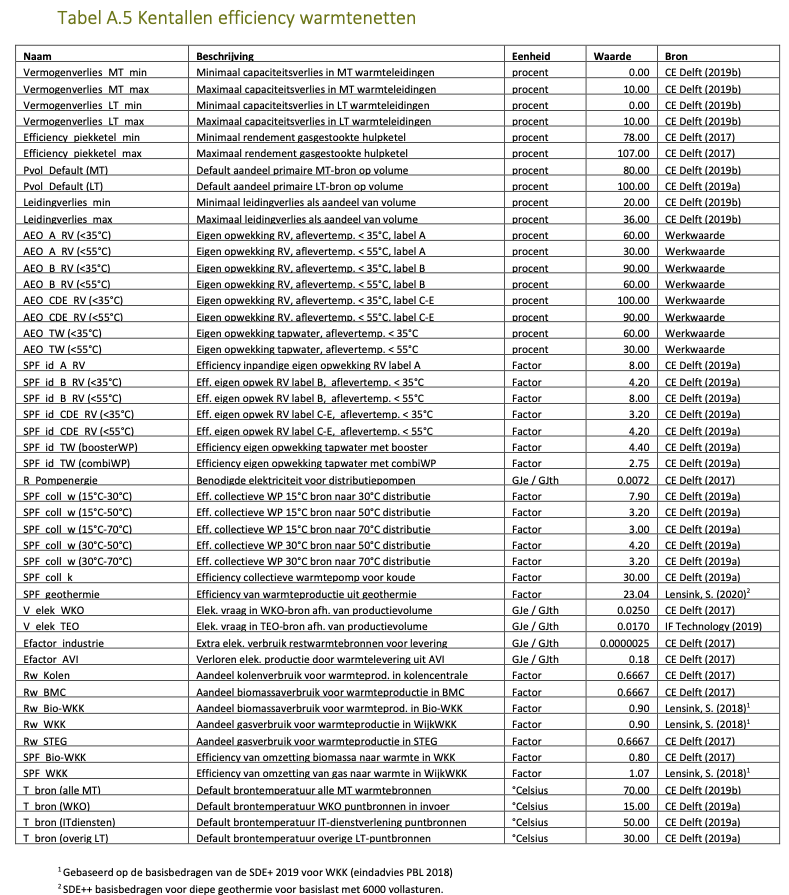 Tabel A.5 Kentallen efficiency warmtenetten
Naam Beschrijving Eenheid Waarde Bron
Vermogenverlies_MT_min Minimaal capaciteitsverlies in MT warmteleidingen procent 0.00 CE Delft (2019b)
Vermogenverlies_MT_max Maximaal capaciteitsverlies in MT warmteleidingen procent 10.00 CE Delft (2019b)
Vermogenverlies_LT_min Minimaal capaciteitsverlies in LT warmteleidingen procent 0.00 CE Delft (2019b)
Vermogenverlies_LT_max Maximaal capaciteitsverlies in LT warmteleidingen procent 10.00 CE Delft (2019b)
Efficiency_piekketel_min Minimaal rendement gasgestookte hulpketel procent 78.00 CE Delft (2017)
Efficiency_piekketel_max Maximaal rendement gasgestookte hulpketel procent 107.00 CE Delft (2017)
Pvol_Default (MT) Default aandeel primaire MT-bron op volume procent 80.00 CE Delft (2019b)
Pvol_Default (LT) Default aandeel primaire LT-bron op volume procent 100.00 CE Delft (2019a)
Leidingverlies_min Minimaal leidingverlies als aandeel van volume procent 20.00 CE Delft (2019b)
Leidingverlies_max Maximaal leidingverlies als aandeel van volume procent 36.00 CE Delft (2019b)
AEO_A_RV (<35°C) Eigen opwekking RV, aflevertemp. < 35°C, label A procent 60.00 Werkwaarde
AEO_A_RV (<55°C) Eigen opwekking RV, aflevertemp. < 55°C, label A procent 30.00 Werkwaarde
AEO_B_RV (<35°C) Eigen opwekking RV, aflevertemp. < 35°C, label B procent 90.00 Werkwaarde
AEO_B_RV (<55°C) Eigen opwekking RV, aflevertemp. < 55°C, label B procent 60.00 Werkwaarde
AEO_CDE_RV (<35°C) Eigen opwekking RV, aflevertemp. < 35°C, label C-E procent 100.00 Werkwaarde
AEO_CDE_RV (<55°C) Eigen opwekking RV, aflevertemp. < 55°C, label C-E procent 90.00 Werkwaarde
AEO_TW (<35°C) Eigen opwekking tapwater, aflevertemp. < 35°C procent 60.00 Werkwaarde
AEO_TW (<55°C) Eigen opwekking tapwater, aflevertemp. < 55°C procent 30.00 Werkwaarde
SPF_id_A_RV Efficiency inpandige eigen opwekking RV label A Factor 8.00 CE Delft (2019a)
SPF_id_B_RV (<35°C) Eff. eigen opwek RV label B, aflevertemp. < 35°C Factor 4.20 CE Delft (2019a)
SPF_id_B_RV (<55°C) Eff. eigen opwek RV label B, aflevertemp. < 55°C Factor 8.00 CE Delft (2019a)
SPF_id_CDE_RV (<35°C) Eff. eigen opwek RV label C-E, aflevertemp. < 35°C Factor 3.20 CE Delft (2019a)
SPF_id_CDE_RV (<55°C) Eff. eigen opwek RV label C-E, aflevertemp. < 55°C Factor 4.20 CE Delft (2019a)
SPF_id_TW (boosterWP) Efficiency eigen opwekking tapwater met booster Factor 4.40 CE Delft (2019a)
SPF_id_TW (combiWP) Efficiency eigen opwekking tapwater met combiWP Factor 2.75 CE Delft (2019a)
R_Pompenergie Benodigde elektriciteit voor distributiepompen GJe / GJth 0.0072 CE Delft (2017)
SPF_coll_w (15°C-30°C) Eff. collectieve WP 15°C bron naar 30°C distributie Factor 7.90 CE Delft (2019a)
SPF_coll_w (15°C-50°C) Eff. collectieve WP 15°C bron naar 50°C distributie Factor 3.20 CE Delft (2019a)
SPF_coll_w (15°C-70°C) Eff. collectieve WP 15°C bron naar 70°C distributie Factor 3.00 CE Delft (2019a)
SPF_coll_w (30°C-50°C) Eff. collectieve WP 30°C bron naar 50°C distributie Factor 4.20 CE Delft (2019a)
SPF_coll_w (30°C-70°C) Eff. collectieve WP 30°C bron naar 70°C distributie Factor 3.20 CE Delft (2019a)
SPF_coll_k Efficiency collectieve warmtepomp voor koude Factor 30.00 CE Delft (2019a)
SPF_geothermie Efficiency van warmteproductie uit geothermie Factor 23.04 Lensink, S. (2020)²
V_elek_WKO Elek. vraag in WKO-bron afh. van productievolume GJe / GJth 0.0250 CE Delft (2017)
V_elek_TEO Elek. vraag in TEO-bron afh. van productievolume GJe / GJth 0.0170 IF Technology (2019)
Efactor_industrie Extra elek. verbruik restwarmtebronnen voor levering GJe / GJth 0.0000025 CE Delft (2017)
Efactor_AVI Verloren elek. productie door warmtelevering uit AVI GJe / GJth 0.18 CE Delft (2017)
Rw_Kolen Aandeel kolenverbruik voor warmteprod. in kolencentrale Factor 0.6667 CE Delft (2017)
Rw_BMC Aandeel biomassaverbruik voor warmteproductie in BMC Factor 0.6667 CE Delft (2017)
Rw_Bio-WKK Aandeel biomassaverbruik voor warmteprod. in Bio-WKK Factor 0.90 Lensink, S. (2018)¹
Rw_WKK Aandeel gasverbruik voor warmteproductie in WijkWKK Factor 0.90 Lensink, S. (2018)¹
Rw_STEG Aandeel gasverbruik voor warmteproductie in STEG Factor 0.6667 CE Delft (2017)
SPF_Bio-WKK Efficiency van omzetting biomassa naar warmte in WKK Factor 0.80 CE Delft (2017)
SPF_WKK Efficiency van omzetting van gas naar warmte in WijkWKK Factor 1.07 Lensink, S. (2018)¹
T_bron (alle MT) Default brontemperatuur alle MT warmtebronnen °Celsius 70.00 CE Delft (2019b)
T_bron (WKO) Default brontemperatuur WKO puntbronnen in invoer °Celsius 15.00 CE Delft (2019a)
T_bron (ITdiensten) Default brontemperatuur IT-dienstverlening puntbronnen °Celsius 50.00 CE Delft (2019a)
T_bron (overig LT) Default brontemperatuur overige LT-puntbronnen °Celsius 30.00 CE Delft (2019a)
¹ Gebaseerd op de basisbedragen van de SDE+ 2019 voor WKK (eindadvies PBL 2018)
² SDE++ basisbedragen voor diepe geothermie voor basislast met 6000 vollasturen.